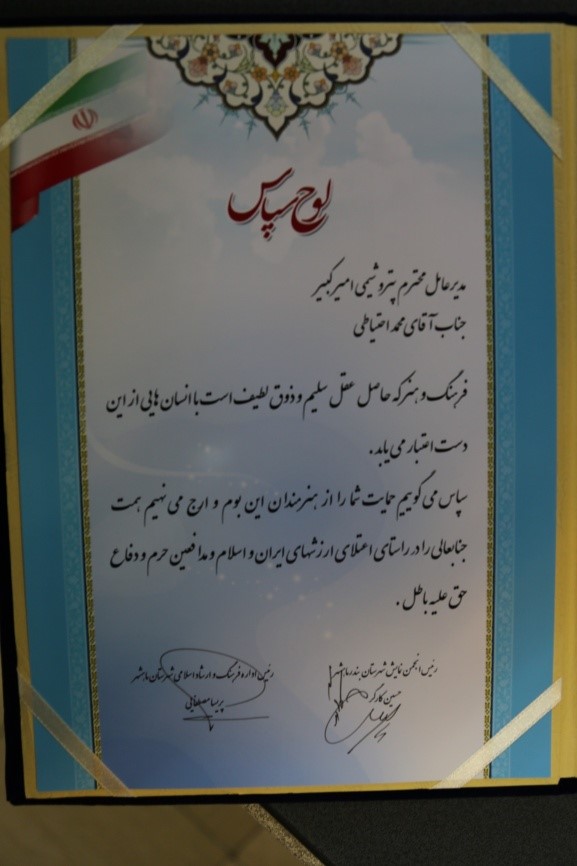 لوح سپاس
مدیرعامل محترم پتروشیمی امیرکبیر
جناب آقای محمد احتیاطی
فرهنگ و هنر که حاصل عقل سلیم و ذوق لطیف است با انسان هایی از این
دست اعتبار می یابد.
سپاس می گوییم حمایت شما را از هنرمندان این بوم و ارج می نهیم همت
جنابعالی را در راستای اعتلای ارزشهای ایران و اسلام و مدافعین حرم و دفاع
حق علیه باطل.
رئیس انجمن نمایش شهرستان بندرماهشهر
حسین کارگر
رئیس اداره فرهنگ و ارشاد اسلامی شهرستان ماهشهر
پریسا مصطفایی